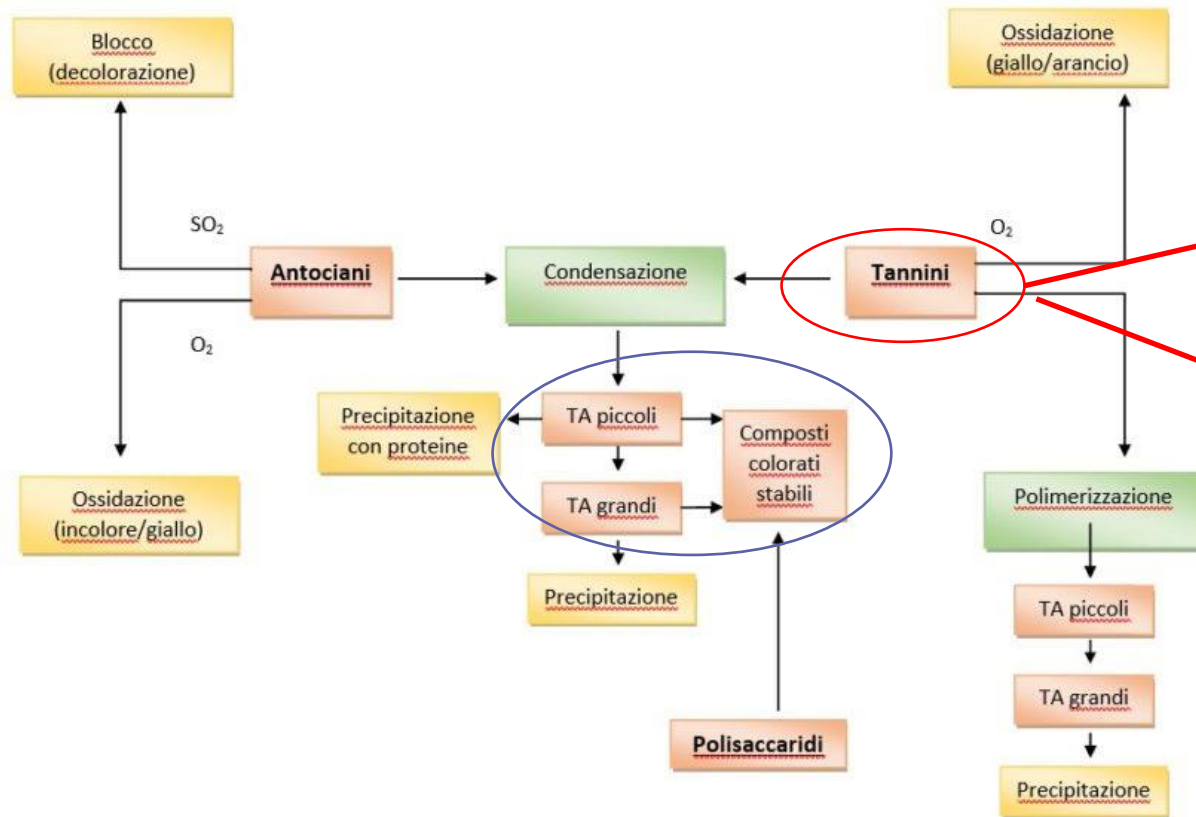 Blocco
(decolorazione)
Ossidazione
(giallo/arancio)
SO₂
O₂
Antociani
Condensazione
Tannini
O₂
Precipitazione
con proteine
TA piccoli
Composti
colorati
stabili
TA grandi
Ossidazione
(incolore/giallo)
Polimerizzazione
Precipitazione
TA piccoli
TA grandi
Polisaccaridi
Precipitazione